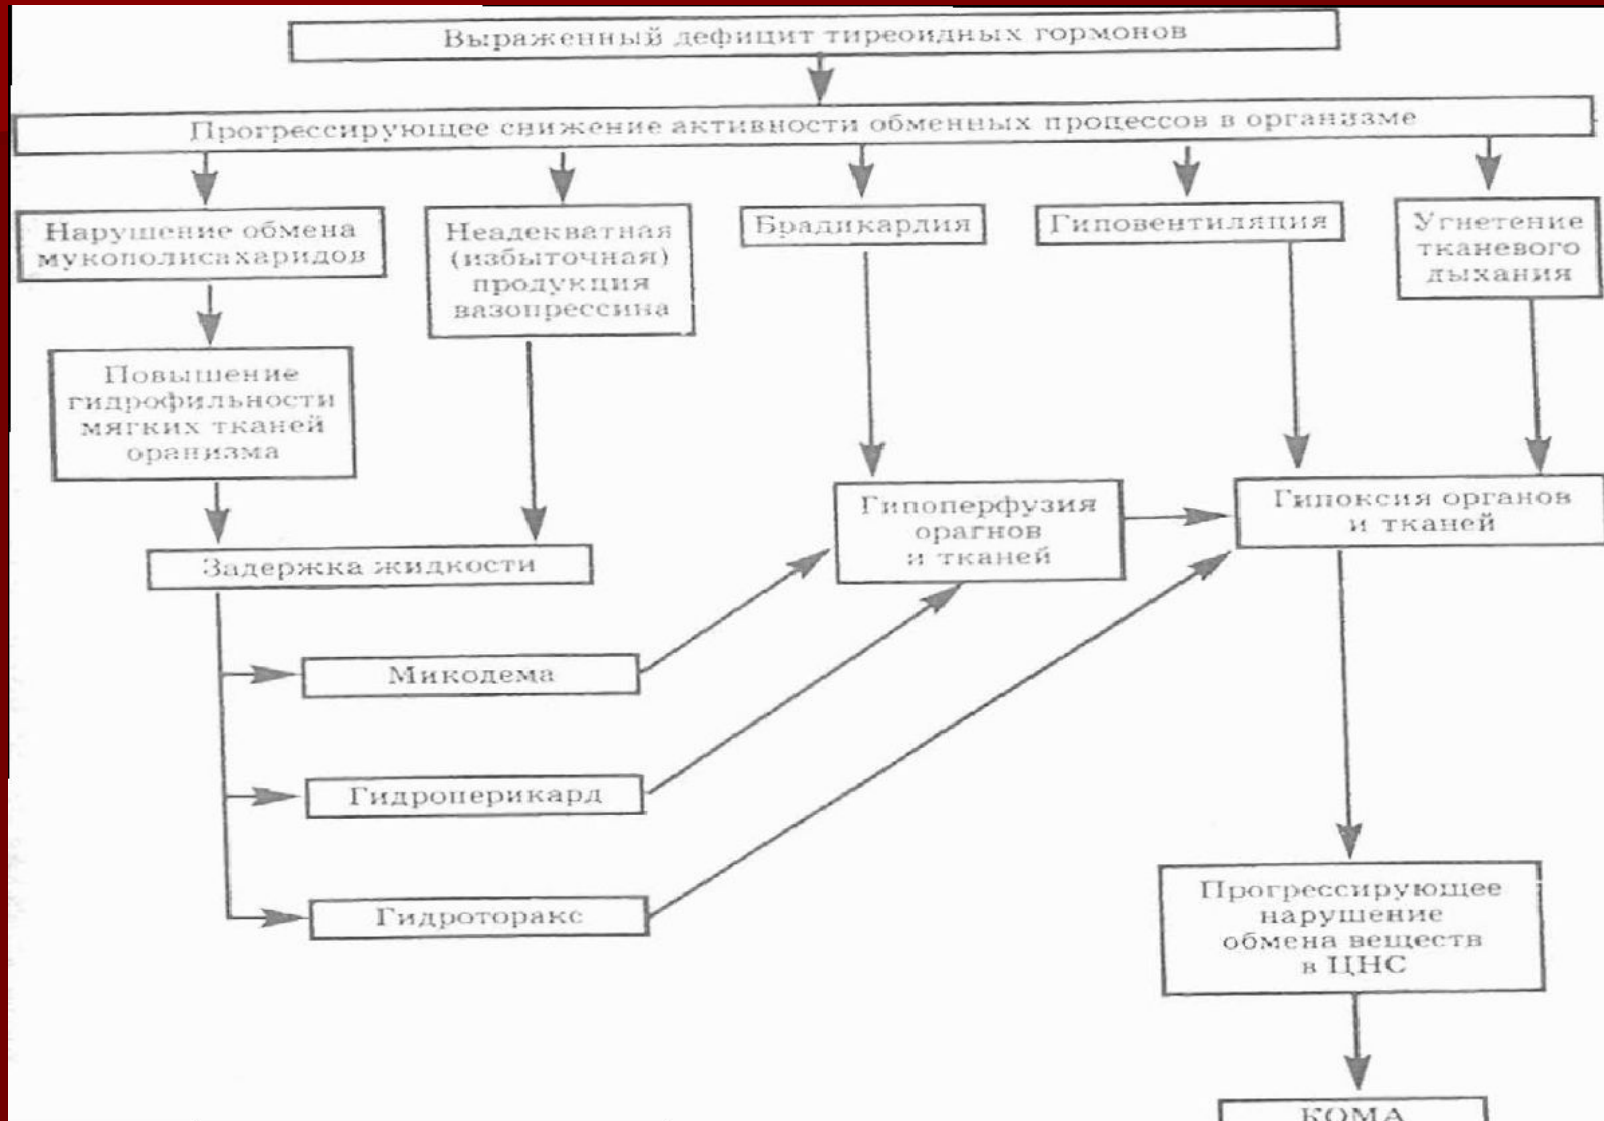 Выраженный дефицит тиреоидных гормонов
Прогрессирующее снижение активности обменных процессов в организме
Нарушение обмена
мукополисахаридов
Неадекватная
(избыточная)
продукция
вазопрессина
Брадикардия
Гиповентиляция
Угнетение
тканевого
дыхания
Повышение
гидрофильности
мягких тканей
оранизма
Гипоперфузия
орагнов
и тканей
Гипоксия органов
и тканей
Задержка жидкости
Микодема
Гидроперикард
Гидроторакс
Прогрессирующее
нарушение
обмена веществ
в ЦНС
КОМА